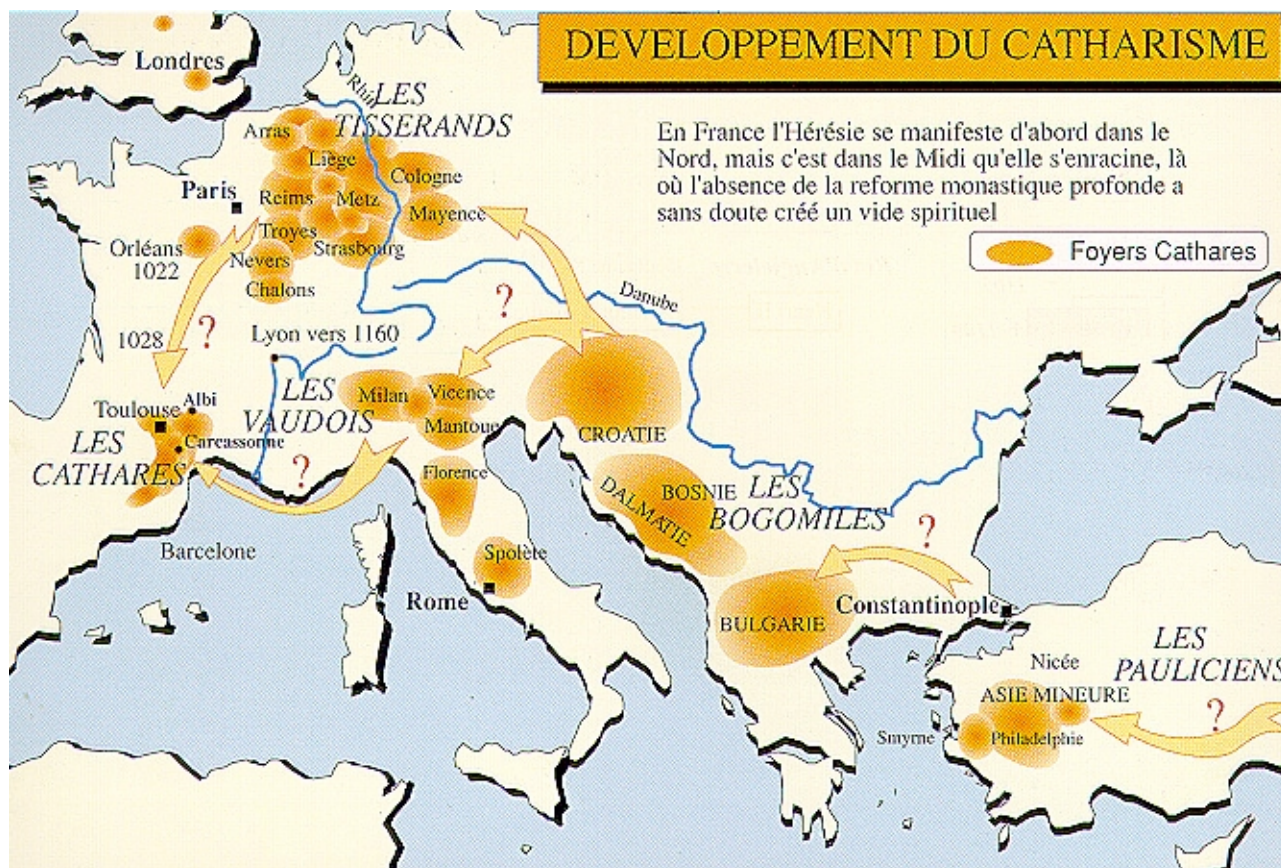 DEVELOPPEMENT DU CATHARISME
En France l'Hérésie se manifeste d'abord dans le
Nord, mais c'est dans le Midi qu'elle s'enracine, là
où l'absence de la reforme monastique profonde a
sans doute créé un vide spirituel
Foyers Cathares
Londres
Rhin
LES
TISSERANDS
Arras
Liège
Cologne
Paris
Reims
Metz
Mayence
Troyes
Strasbourg
Orléans
1022
Nevers
Chalons
Danube
?
?
1028
Lyon vers 1160
LES
VAUDOIS
Milan
Vicence
Mantoue
CROATIE
Albi
Toulouse
Carcassonne
LES
CATHARES
?
Florence
BOSNIE
DALMATIE
LES
BOGOMILES
?
Barcelone
Spolète
Rome
Constantinople
BULGARIE
LES
PAULICIENS
Nicée
ASIE MINEURE
?
Smyrne
Philadelphie